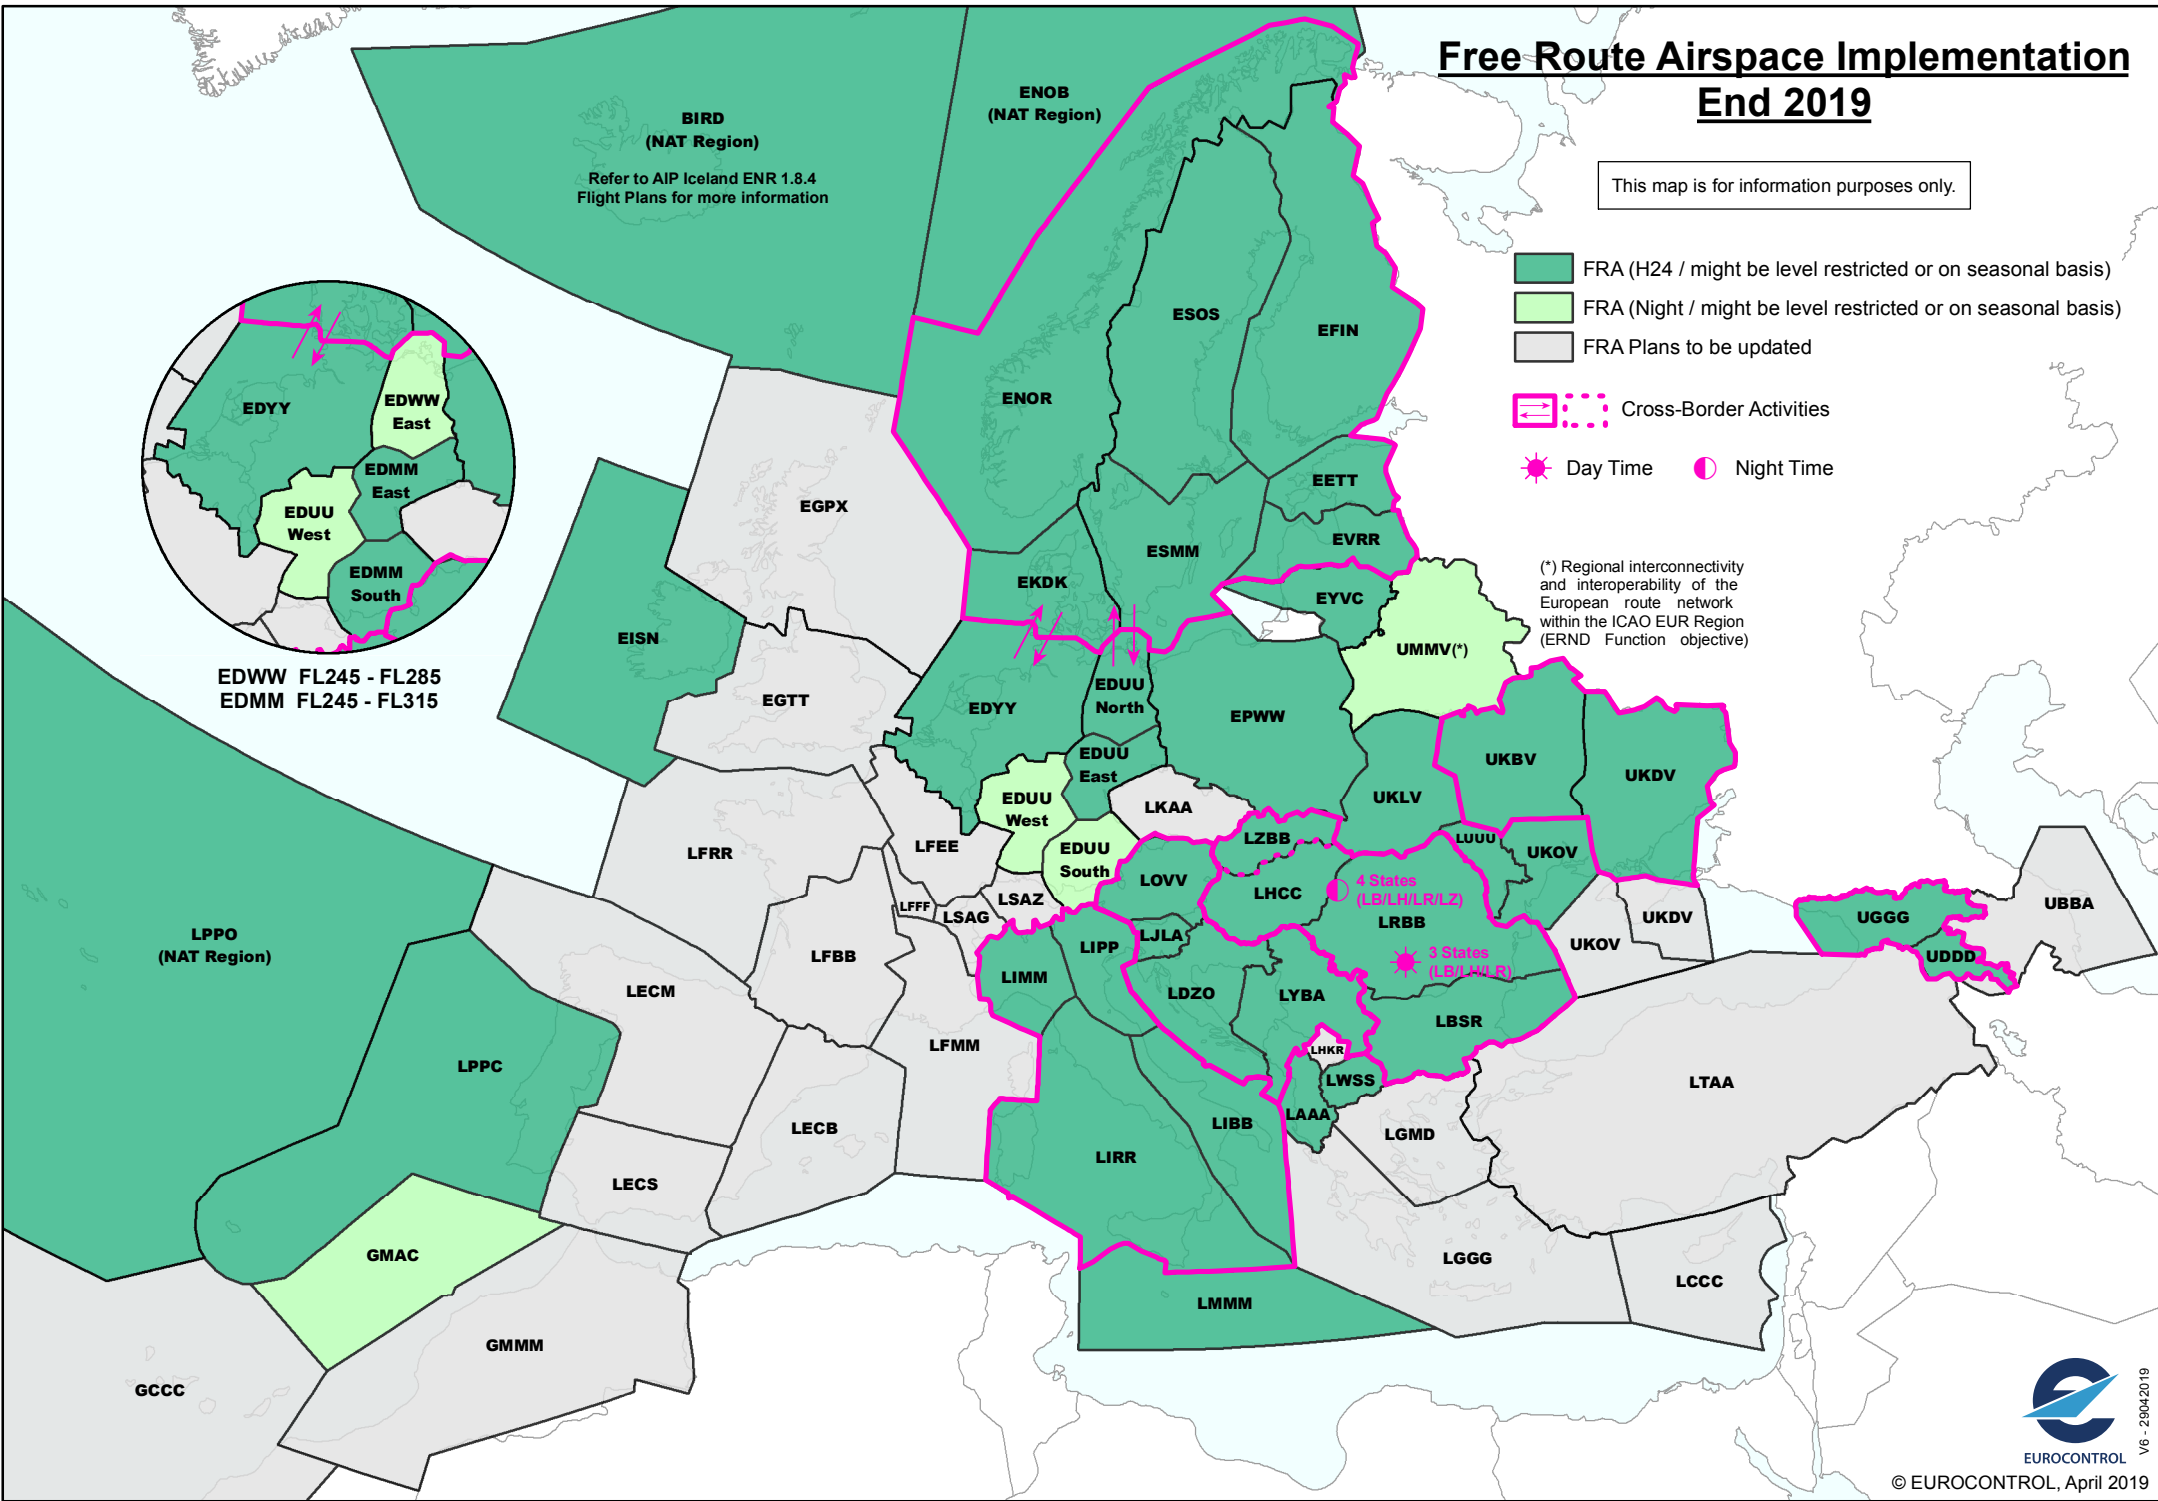 Free Route Airspace Implementation
End 2019
This map is for information purposes only.
FRA (H24 / might be level restricted or on seasonal basis)
FRA (Night / might be level restricted or on seasonal basis)
FRA Plans to be updated
Cross-Border Activities
Day Time
Night Time
(*) Regional interconnectivity
and interoperability of the
European route network
within the ICAO EUR Region
(ERND Function objective)
BIRD
(NAT Region)
Refer to AIP Iceland ENR 1.8.4
Flight Plans for more information
ENOB
(NAT Region)
EDYY
EDWW
East
EDMM
East
EDUU
West
EDMM
South
EDWW FL245 - FL285
EDMM FL245 - FL315
ESOS
EFIN
ENOR
EETT
EGPX
EVRR
ESMM
EKDK
EYVC
EISN
UMMV(*)
EGTT
EDYY
EDUU
North
EPWW
EDUU
East
UKBV
UKDV
EDUU
West
LKAA
UKLV
LFRR
LFEE
EDUU
South
LZBB
LUUU
UKOV
LOVV
LHCC
4 States
(LB/LH/LR/LZ)
LRBB
LFFF
LSAG
LSAZ
UKDV
UGGG
UBBA
LPPO
(NAT Region)
LFBB
LIMM
LIPP
LJLA
UKOV
3 States
(LB/LH/LR)
UDDD
LECM
LDZO
LYBA
LBSR
LFMM
LHKR
LPPC
LWSS
LTAA
LECB
LIBB
LAAA
LGMD
LIRR
LECS
GMAC
LGGG
LCCC
LMMM
GMMM
GCCC
EUROCONTROL
V6 - 29042019
© EUROCONTROL, April 2019